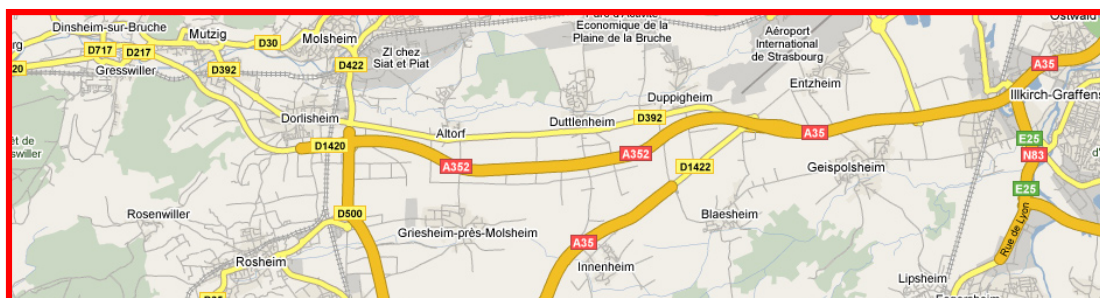 Parc d'Activité
Economique de la
Plaine de la Bruche
Ostwald
Dinsheim-sur-Bruche
Mutzig
D30
Molsheim
Aéroport
International
de Strasbourg
D717
D217
ZI chez
Siat et Piat
D422
A35
20
Gresswiller
D392
Entzheim
Illkirch-Graffens
Duppigheim
Dorlisheim
Altorf
Duttlenheim
D392
A35
E25
D1420
A352
A352
D1422
N83
Geispolsheim
E25
Rosenwiller
D500
Blaesheim
Griesheim-près-Molsheim
A35
Rue de Lyon
Rosheim
Innenheim
Lipsheim